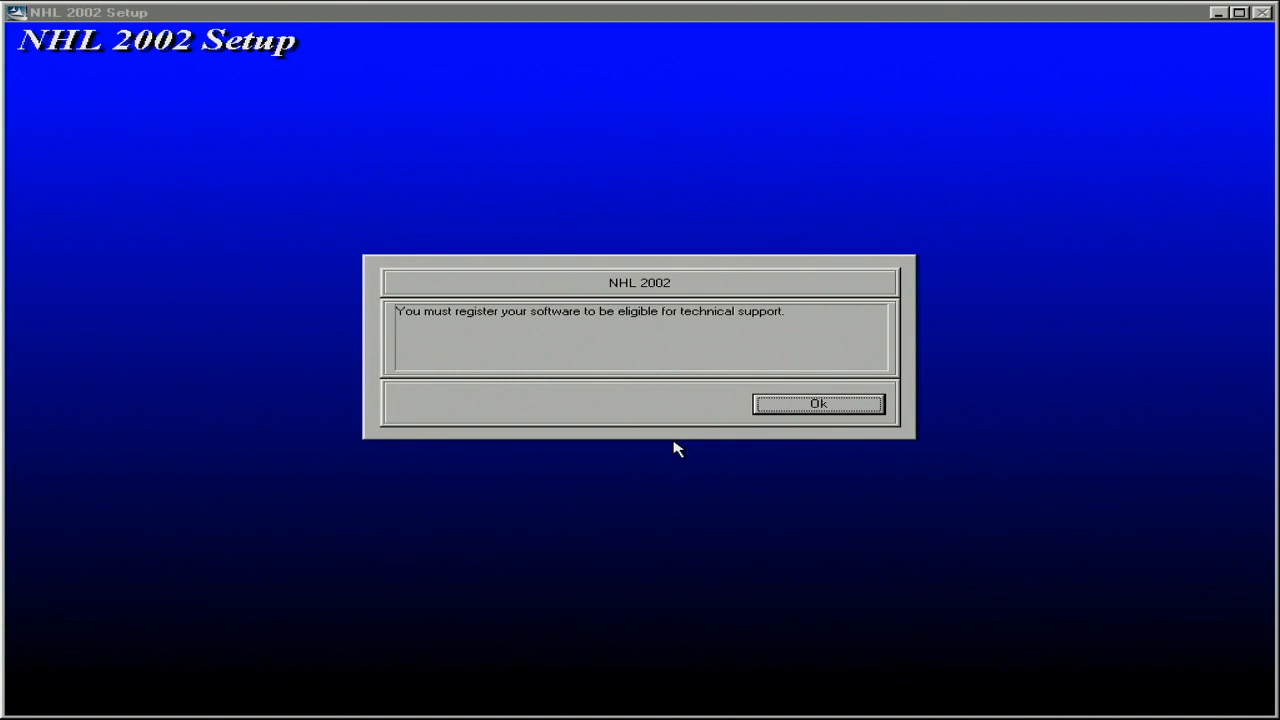 NHL 2002 Setup
NHL 2002 Setup
NHL 2002
You must register your software to be eligible for technical support.
Ok